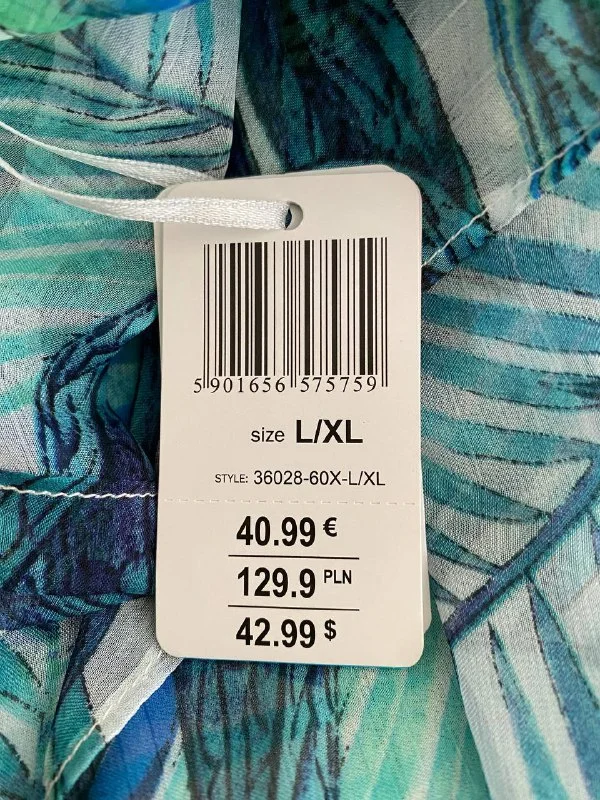 5 901656 575759
size L/XL
STYLE: 36028-60X-L/XL
40.99 €
129.9 PLN
42.99 $